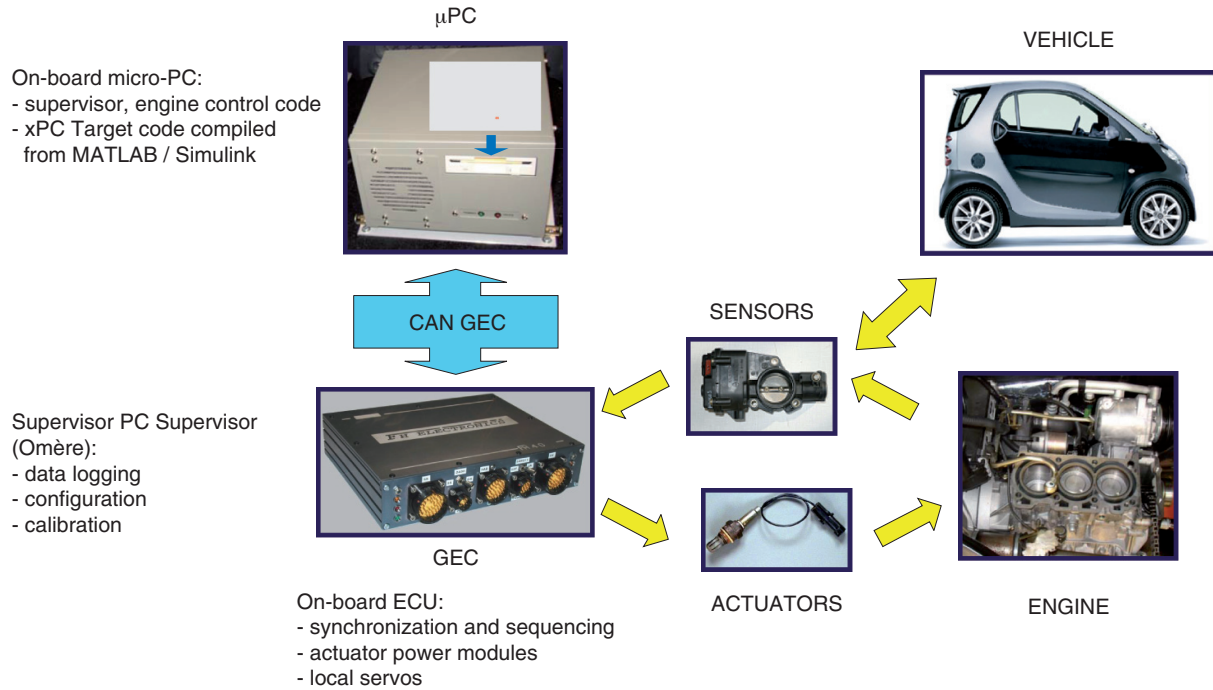 µPC
On-board micro-PC:
- supervisor, engine control code
- xPC Target code compiled
from MATLAB / Simulink
VEHICLE
CAN GEC
SENSORS
Supervisor PC Supervisor
(Omère):
- data logging
- configuration
- calibration
ELECTRONICS
GEC
ACTUATORS
ENGINE
On-board ECU:
- synchronization and sequencing
- actuator power modules
- local servos